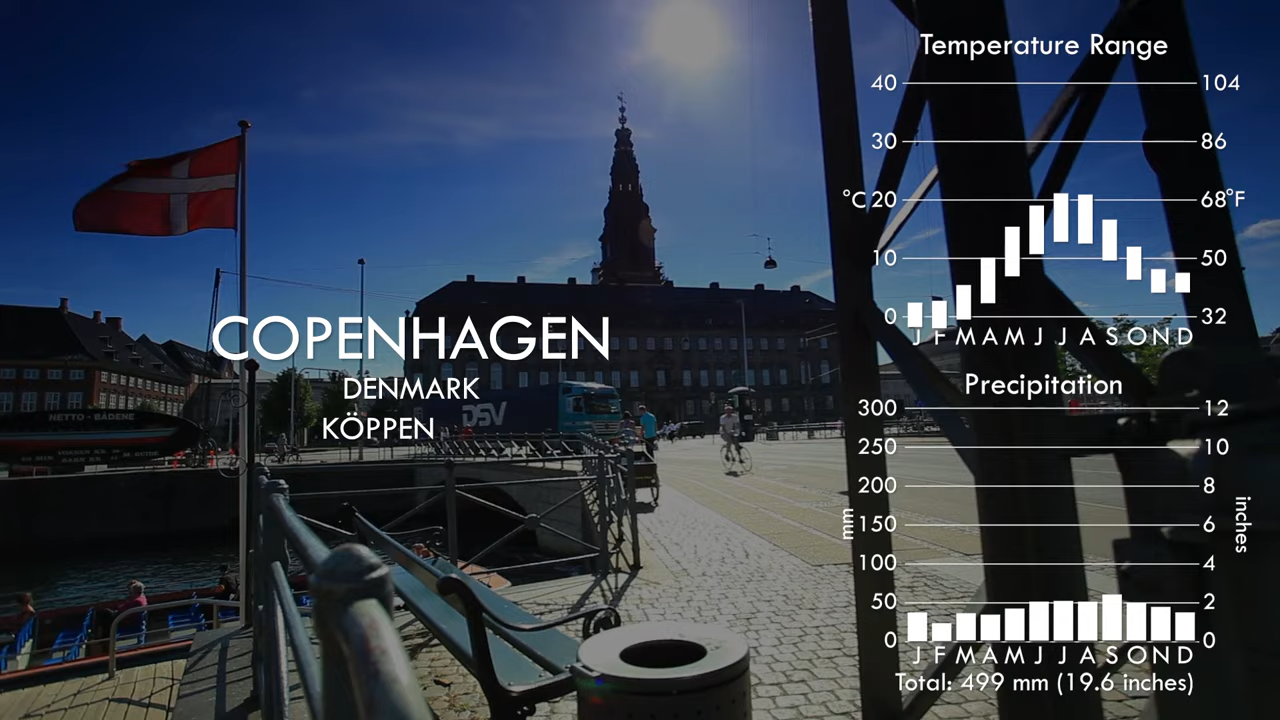 COPENHAGEN
DENMARK
KÖPPEN
DSV
NETTO-BÅDENE
Temperature Range
40 104
30 86
°C 20 68°F
10 50
0 32
J F M A M J J A S O N D
Precipitation
300 12
250 10
200 8
mm 150 6 inches
100 4
50 2
0 0
J F M A M J J A S O N D
Total: 499 mm (19.6 inches)